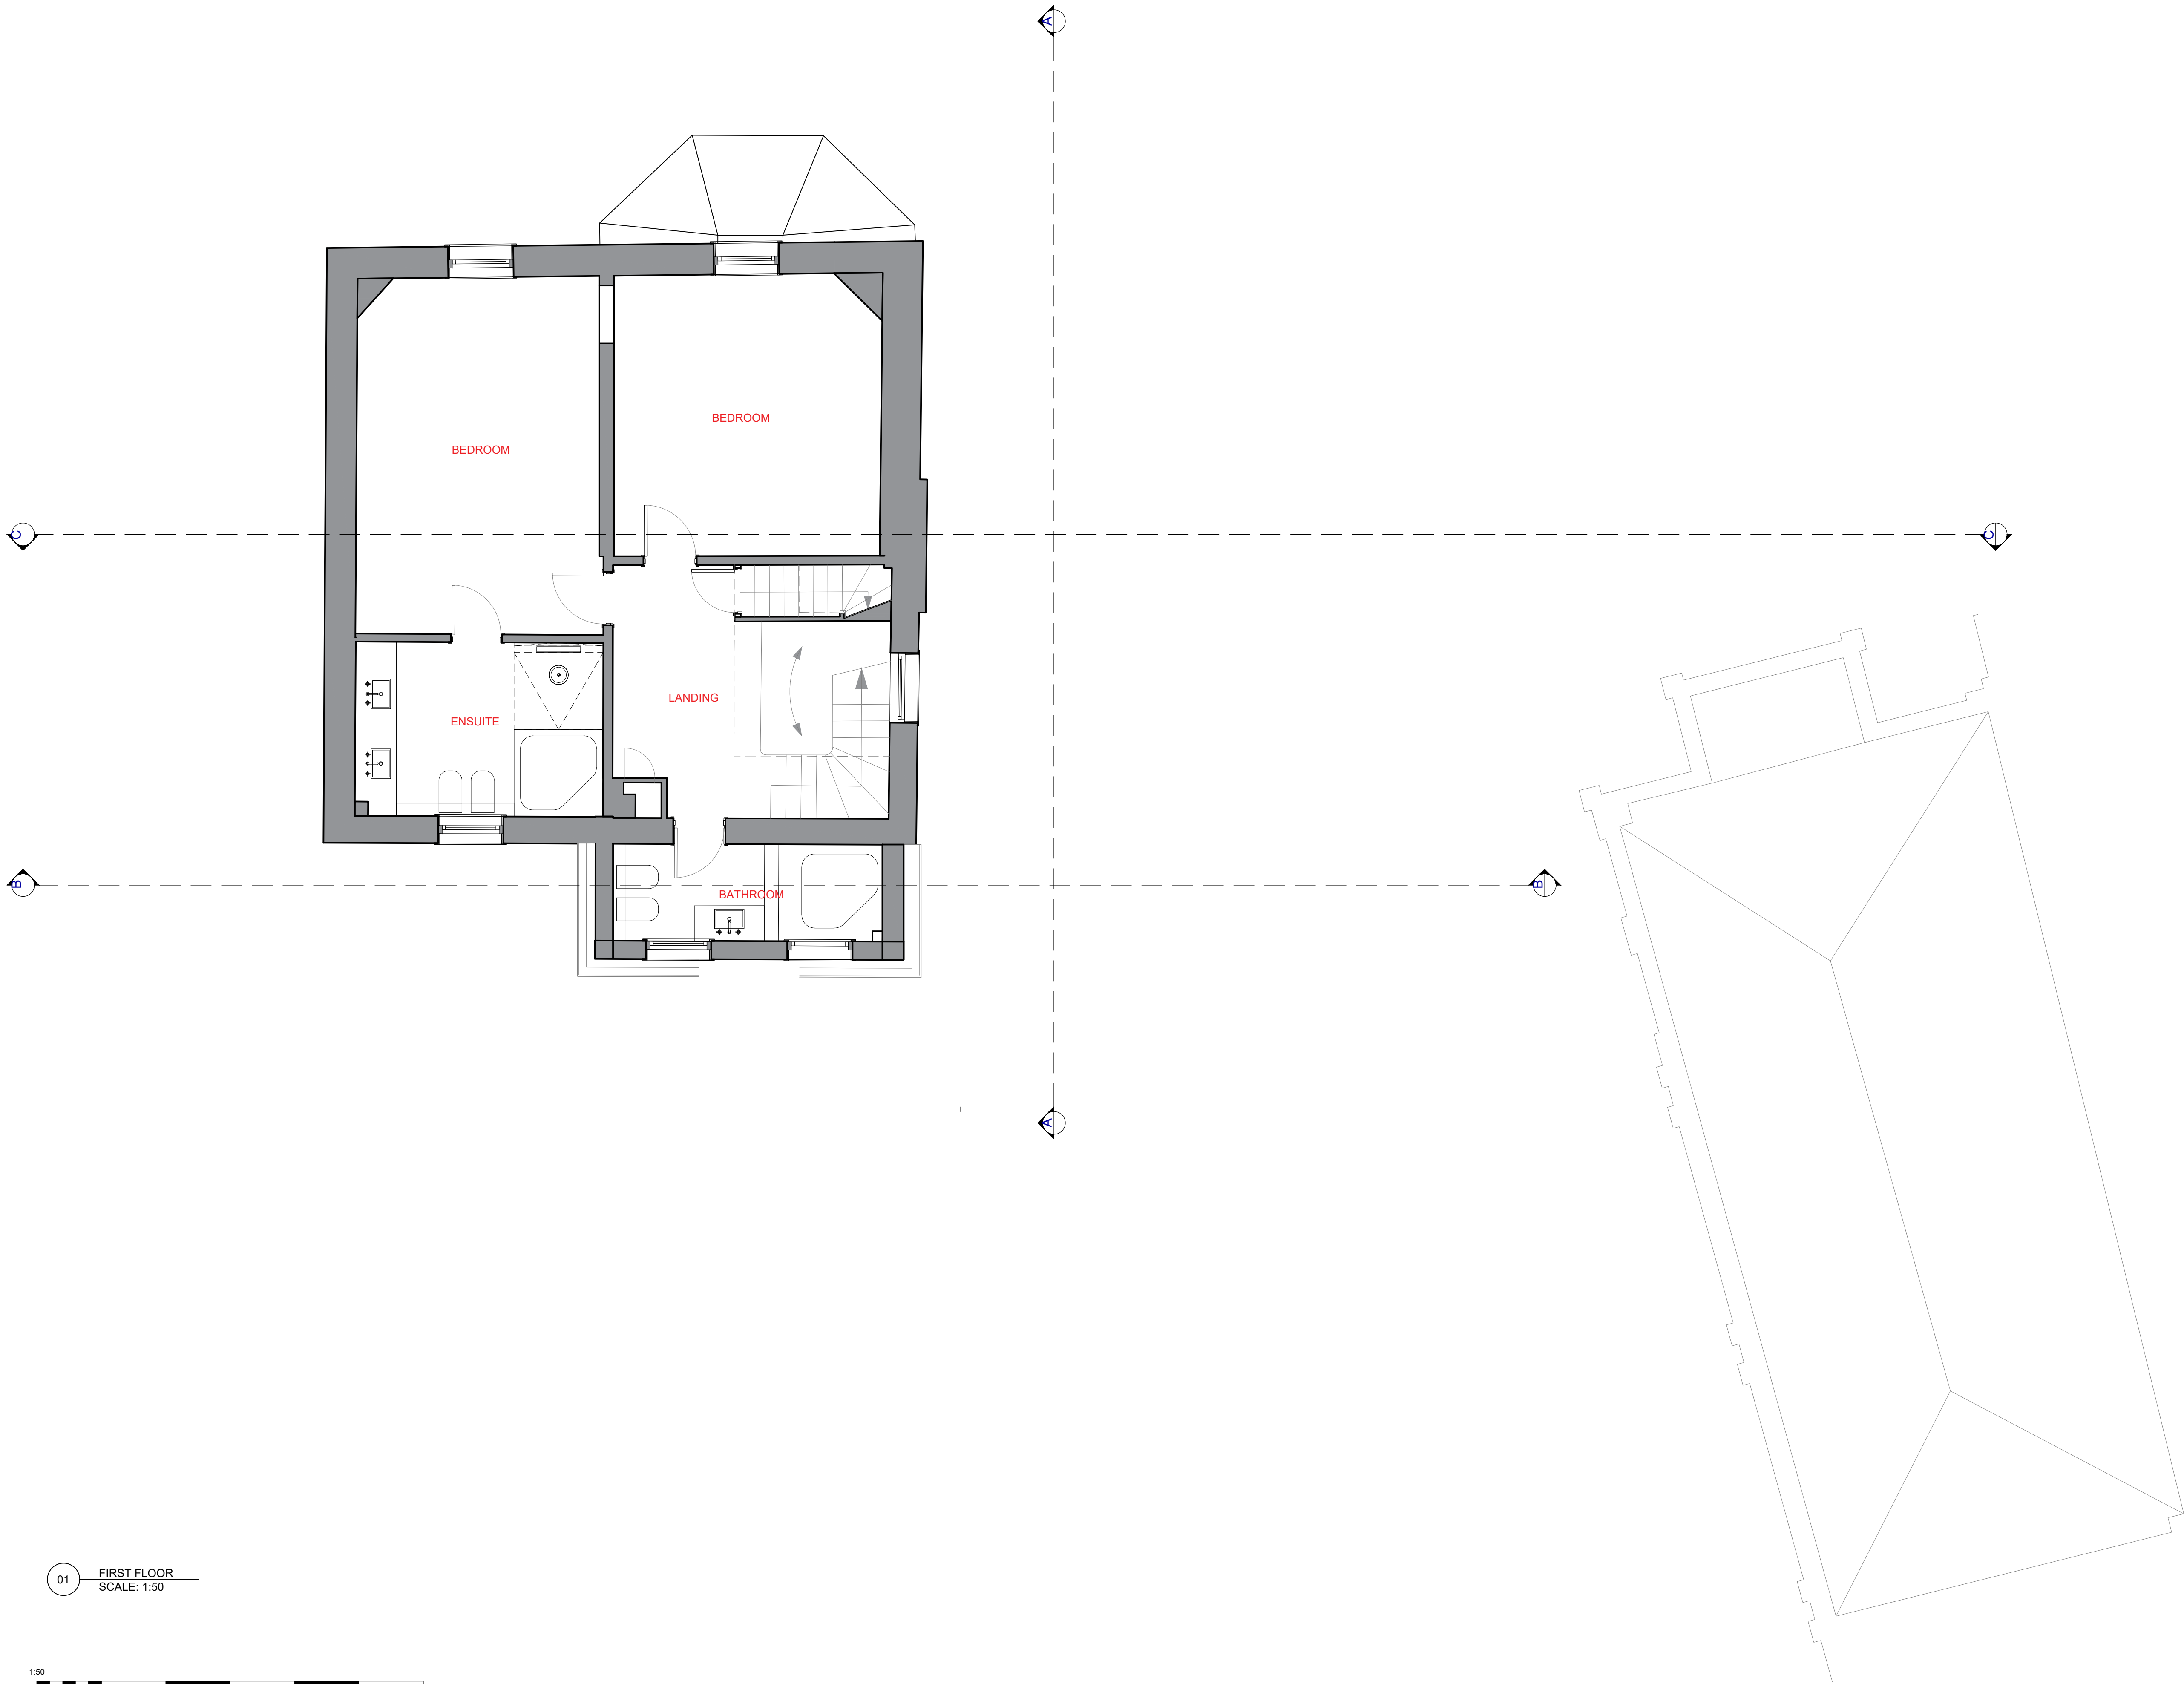 A
BEDROOM
BEDROOM
C
C
LANDING
ENSUITE
B
B
BATHROOM
A
01
FIRST FLOOR
SCALE: 1:50
1:50